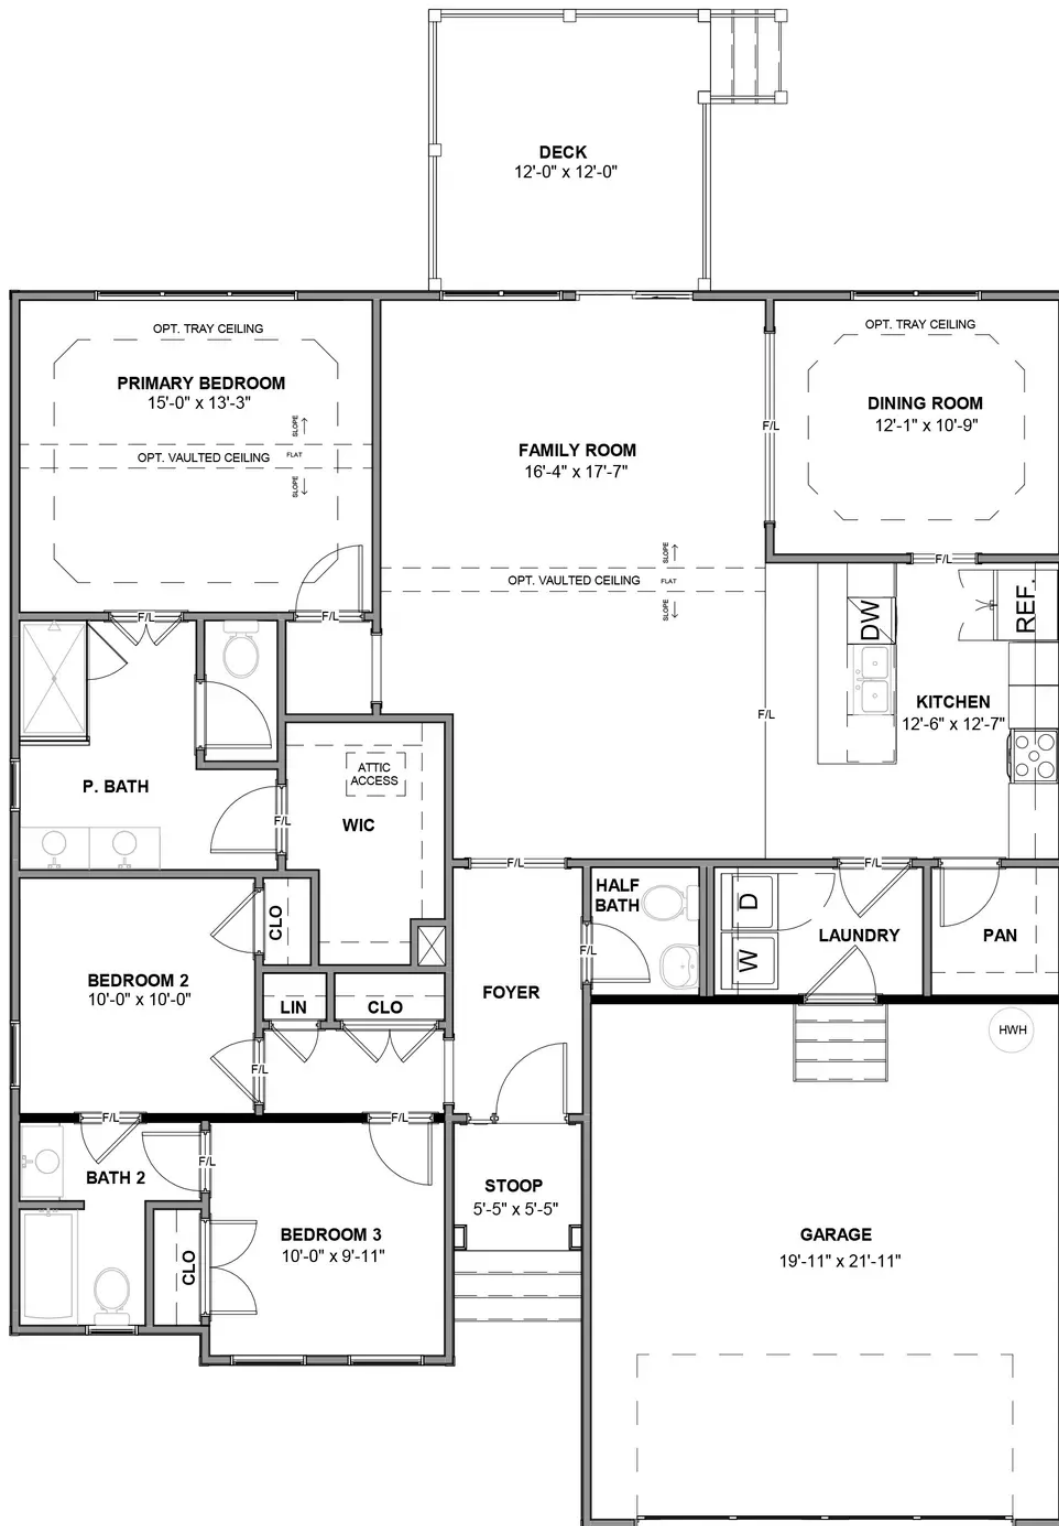 DECK
12'-0" x 12'-0"
OPT. TRAY CEILING
PRIMARY BEDROOM
15'-0" x 13'-3"
SLOPE
OPT. VAULTED CEILING
FLAT
SLOPE
FAMILY ROOM
16'-4" x 17'-7"
SLOPE
OPT. VAULTED CEILING
FLAT
SLOPE
OPT. TRAY CEILING
DINING ROOM
12'-1" x 10'-9"
F/L
F/L
F/L
F/L
DW
REF.
KITCHEN
12'-6" x 12'-7"
F/L
P. BATH
ATTIC
ACCESS
WIC
F/L
F/L
F/L
CLO
HALF
BATH
D
W
LAUNDRY
PAN
BEDROOM 2
10'-0" x 10'-0"
LIN
CLO
FOYER
F/L
F/L
HWH
F/L
F/L
BATH 2
F/L
STOOP
5'-5" x 5'-5"
CLO
BEDROOM 3
10'-0" x 9'-11"
GARAGE
19'-11" x 21'-11"